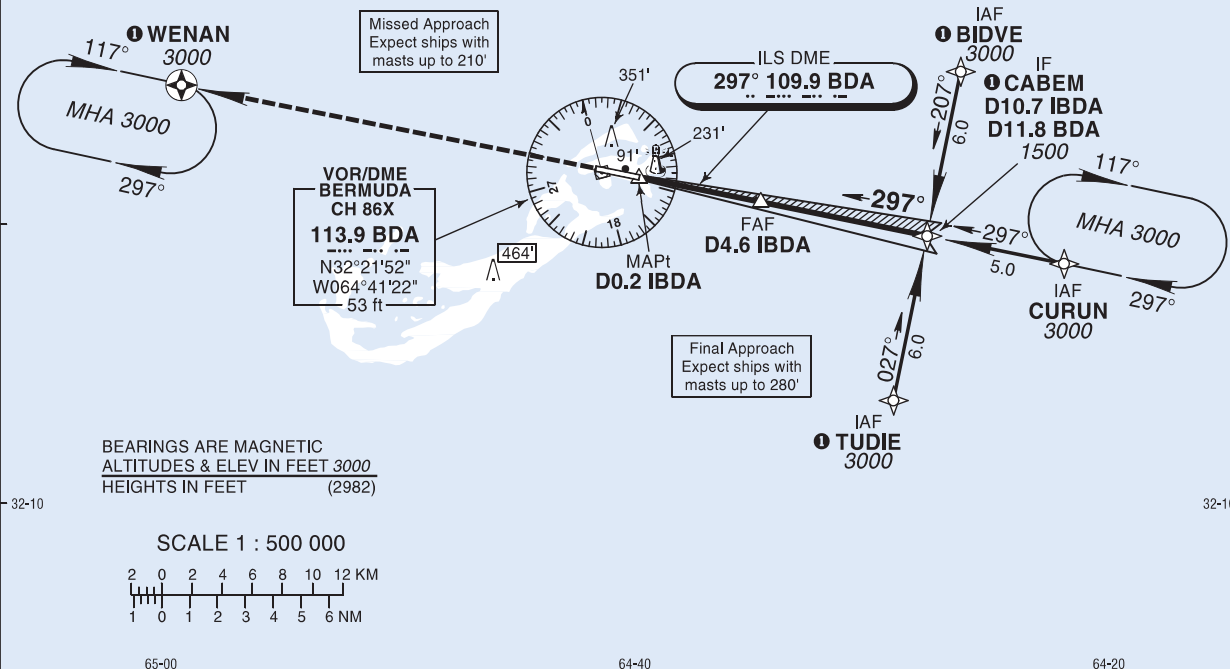 Missed Approach
Expect ships with
masts up to 210'
❶ WENAN
3000
117°
MHA 3000
297°
351'
231'
91'
0
27
18
ILS DME
297° 109.9 BDA
IAF
❶ BIDVE
3000
207°
6.0
IF
❶ CABEM
D10.7 IBDA
D11.8 BDA
1500
117°
MHA 3000
297°
297°
297°
5.0
IAF
CURUN
3000
VOR/DME
BERMUDA
CH 86X
113.9 BDA
N32°21'52"
W064°41'22"
53 ft
464'
FAF
D4.6 IBDA
MAPt
D0.2 IBDA
Final Approach
Expect ships with
masts up to 280'
027°
6.0
IAF
❶ TUDIE
3000
BEARINGS ARE MAGNETIC
ALTITUDES & ELEV IN FEET 3000
HEIGHTS IN FEET (2982)
32-10
32-10
SCALE 1 : 500 000
2 0 2 4 6 8 10 12 KM
1 0 1 2 3 4 5 6 NM
65-00
64-40
64-20